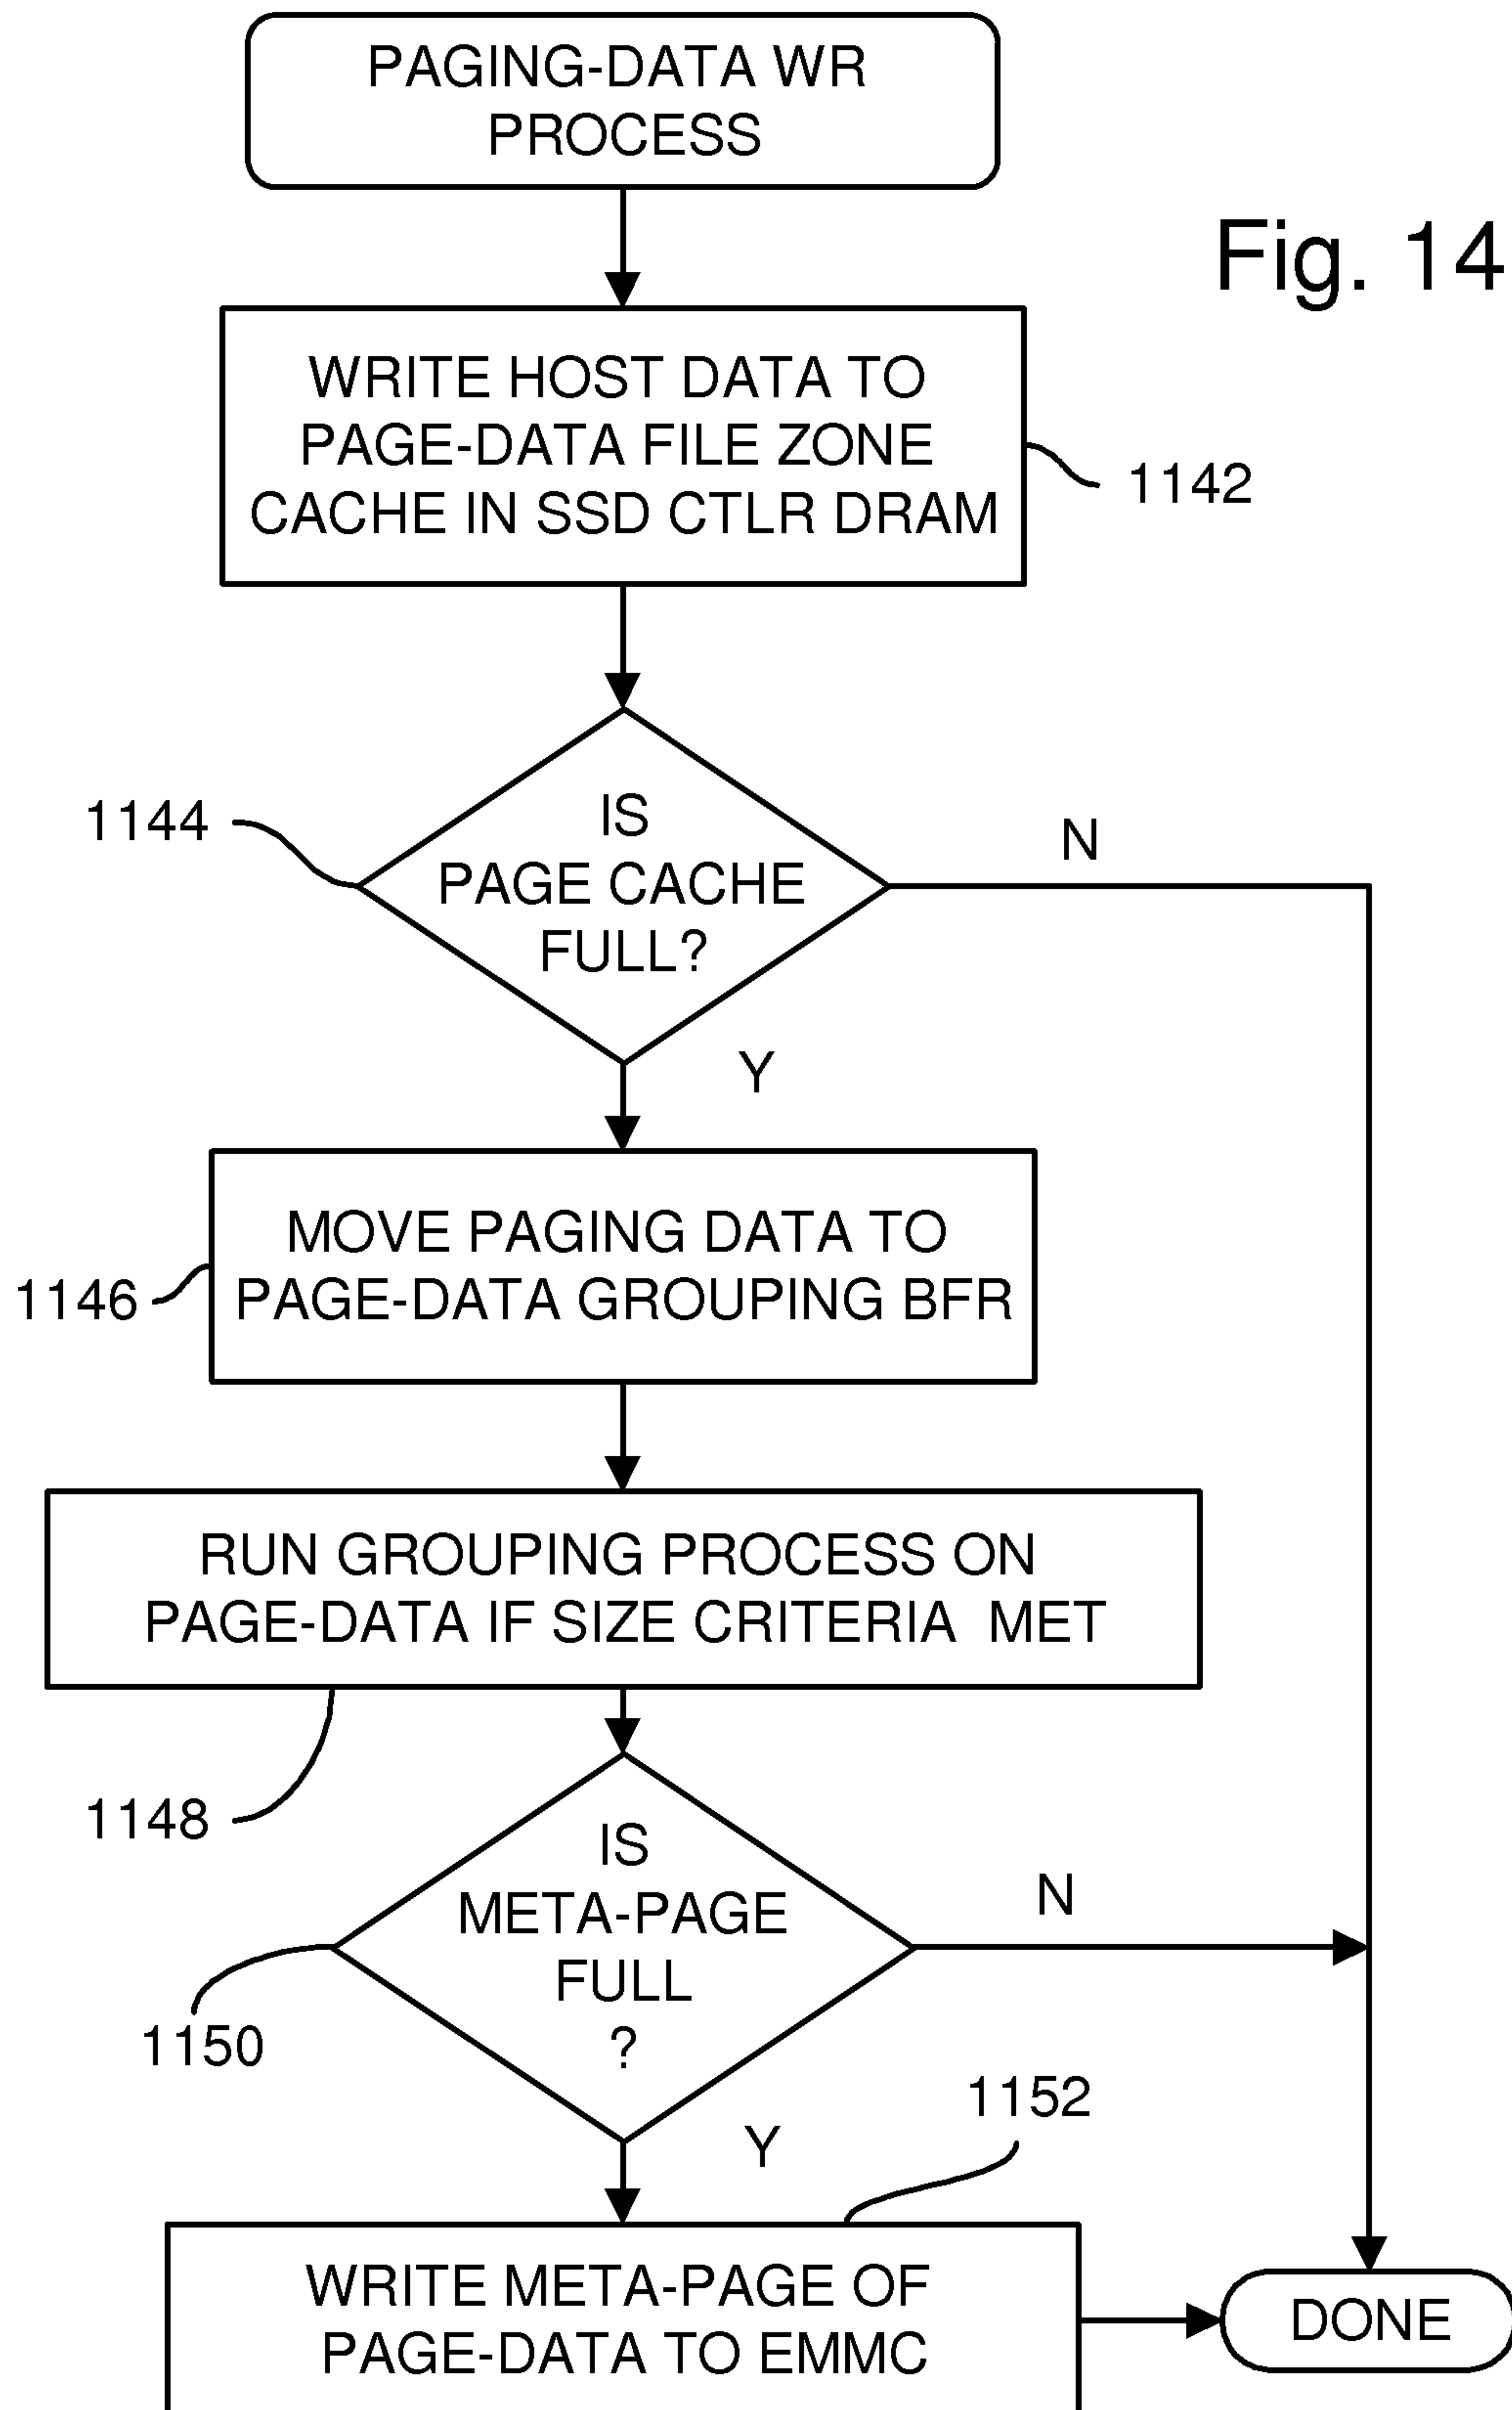 PAGING-DATA WR
PROCESS
Fig. 14
WRITE HOST DATA TO
PAGE-DATA FILE ZONE
CACHE IN SSD CTLR DRAM
1142
1144
IS
PAGE CACHE
FULL?
N
Y
MOVE PAGING DATA TO
PAGE-DATA GROUPING BFR
1146
RUN GROUPING PROCESS ON
PAGE-DATA IF SIZE CRITERIA MET
1148
IS
META-PAGE
FULL
?
N
1150
1152
Y
WRITE META-PAGE OF
PAGE-DATA TO EMMC
DONE